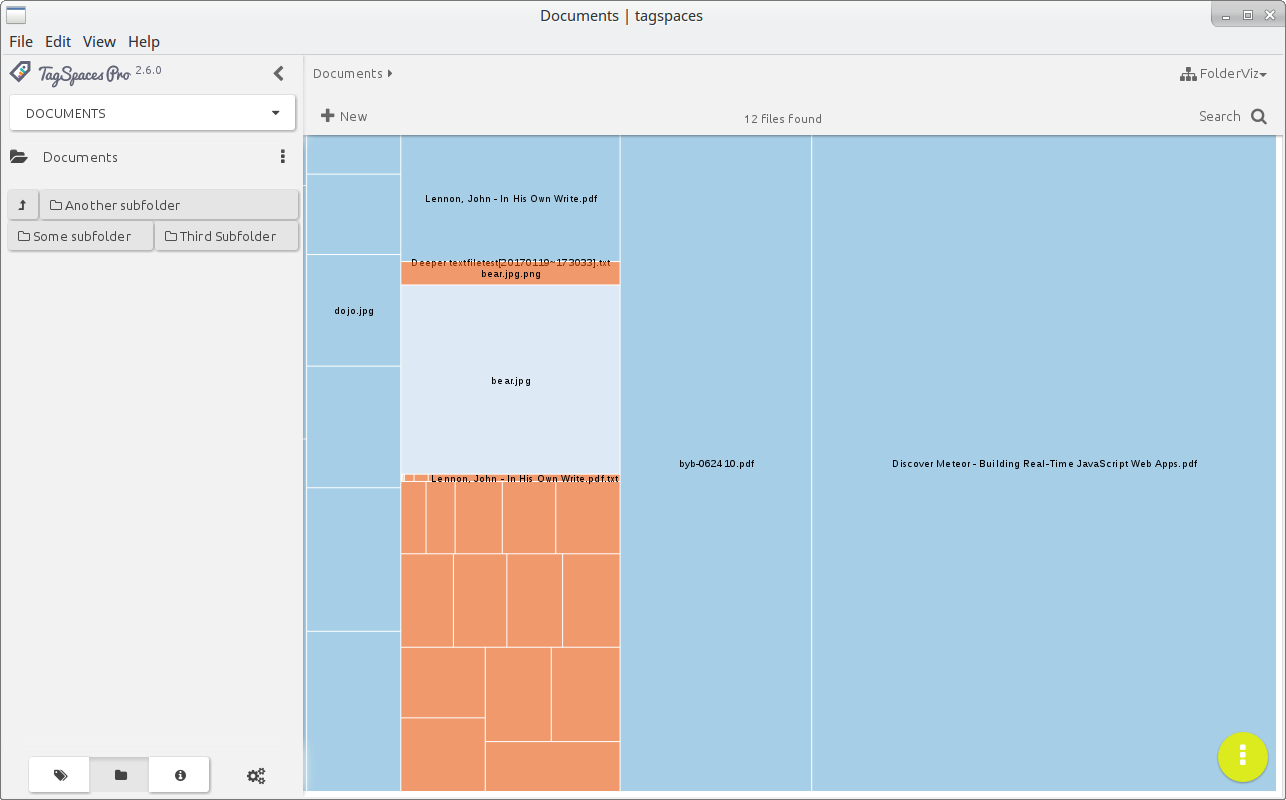 Documents | tagspaces
File Edit View Help
TagSpaces Pro 2.6.0
Documents
FolderViz
DOCUMENTS
New
12 files found
Search
Documents
Another subfolder
Some subfolder
Third Subfolder
Lennon, John - In His Own Write.pdf
Deeper textfiletest[20170119~173033].txt
bear.jpg.png
dojo.jpg
bear.jpg
byb-062410.pdf
Discover Meteor - Building Real-Time JavaScript Web Apps.pdf
Lennon, John - In His Own Write.pdf.txt